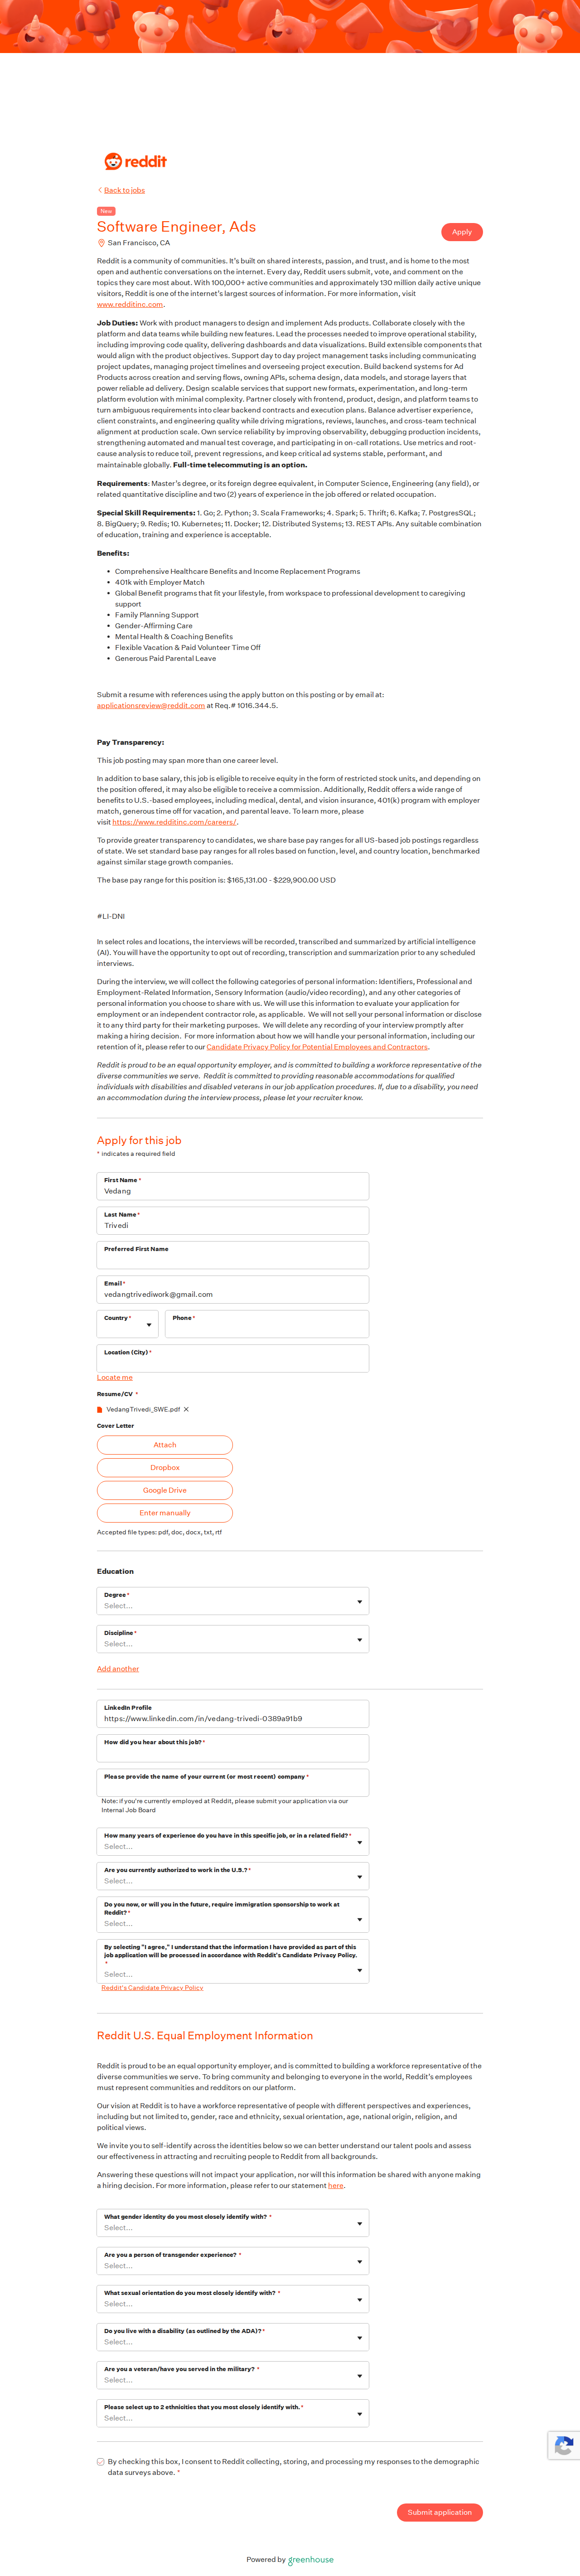 reddit
Back to jobs
New
Software Engineer, Ads
Apply
San Francisco, CA
Reddit is a community of communities. It's built on shared interests, passion, and trust, and is home to the most
open and authentic conversations on the internet. Every day, Reddit users submit, vote, and comment on the
topics they care most about. With 100,000+ active communities and approximately 130 million daily active unique
visitors, Reddit is one of the internet's largest sources of information. For more information, visit
www.redditinc.com.
Job Duties: Work with product managers to design and implement Ads products. Collaborate closely with the
platform and data teams while building new features. Lead the processes needed to improve operational stability,
including improving code quality, delivering dashboards and data visualizations. Build extensible components that
would align with the product objectives. Support day to day project management tasks including communicating
project updates, managing project timelines and overseeing project execution. Build backend systems for Ad
Products across creation and serving flows, owning APIs, schema design, data models, and storage layers that
power reliable ad delivery. Design scalable services that support new formats, experimentation, and long-term
platform evolution with minimal complexity. Partner closely with frontend, product, design, and platform teams to
turn ambiguous requirements into clear backend contracts and execution plans. Balance advertiser experience,
client constraints, and engineering quality while driving migrations, reviews, launches, and cross-team technical
alignment at production scale. Own service reliability by improving observability, debugging production incidents,
strengthening automated and manual test coverage, and participating in on-call rotations. Use metrics and root-
cause analysis to reduce toil, prevent regressions, and keep critical ad systems stable, performant, and
maintainable globally. Full-time telecommuting is an option.
Requirements: Master's degree, or its foreign degree equivalent, in Computer Science, Engineering (any field), or
related quantitative discipline and two (2) years of experience in the job offered or related occupation.
Special Skill Requirements: 1. Go; 2. Python; 3. Scala Frameworks; 4. Spark; 5. Thrift; 6. Kafka; 7. PostgresSQL;
8. BigQuery; 9. Redis; 10. Kubernetes; 11. Docker; 12. Distributed Systems; 13. REST APIs. Any suitable combination
of education, training and experience is acceptable.
Benefits:
Comprehensive Healthcare Benefits and Income Replacement Programs
401k with Employer Match
Global Benefit programs that fit your lifestyle, from workspace to professional development to caregiving
support
Family Planning Support
Gender-Affirming Care
Mental Health & Coaching Benefits
Flexible Vacation & Paid Volunteer Time Off
Generous Paid Parental Leave
Submit a resume with references using the apply button on this posting or by email at:
applicationsreview@reddit.com at Req.# 1016.344.5.
Pay Transparency:
This job posting may span more than one career level.
In addition to base salary, this job is eligible to receive equity in the form of restricted stock units, and depending on
the position offered, it may also be eligible to receive a commission. Additionally, Reddit offers a wide range of
benefits to U.S.-based employees, including medical, dental, and vision insurance, 401(k) program with employer
match, generous time off for vacation, and parental leave. To learn more, please
visit https://www.redditinc.com/careers/.
To provide greater transparency to candidates, we share base pay ranges for all US-based job postings regardless
of state. We set standard base pay ranges for all roles based on function, level, and country location, benchmarked
against similar stage growth companies.
The base pay range for this position is: $165,131.00 - $229,900.00 USD
#LI-DNI
In select roles and locations, the interviews will be recorded, transcribed and summarized by artificial intelligence
(AI). You will have the opportunity to opt out of recording, transcription and summarization prior to any scheduled
interviews.
During the interview, we will collect the following categories of personal information: Identifiers, Professional and
Employment-Related Information, Sensory Information (audio/video recording), and any other categories of
personal information you choose to share with us. We will use this information to evaluate your application for
employment or an independent contractor role, as applicable.  We will not sell your personal information or disclose
it to any third party for their marketing purposes.  We will delete any recording of your interview promptly after
making a hiring decision.  For more information about how we will handle your personal information, including our
retention of it, please refer to our Candidate Privacy Policy for Potential Employees and Contractors.
Reddit is proud to be an equal opportunity employer, and is committed to building a workforce representative of the
diverse communities we serve.  Reddit is committed to providing reasonable accommodations for qualified
individuals with disabilities and disabled veterans in our job application procedures. If, due to a disability, you need
an accommodation during the interview process, please let your recruiter know.
Apply for this job
* indicates a required field
First Name *
Vedang
Last Name *
Trivedi
Preferred First Name
Email *
vedangtrivediwork@gmail.com
Country *
Phone *
Location (City) *
Locate me
Resume/CV *
VedangTrivedi_SWE.pdf
Cover Letter
Attach
Dropbox
Google Drive
Enter manually
Accepted file types: pdf, doc, docx, txt, rtf
Education
Degree *
Select...
Discipline *
Select...
Add another
LinkedIn Profile
https://www.linkedin.com/in/vedang-trivedi-0389a91b9
How did you hear about this job? *
Please provide the name of your current (or most recent) company *
Note: if you're currently employed at Reddit, please submit your application via our
Internal Job Board
How many years of experience do you have in this specific job, or in a related field? *
Select...
Are you currently authorized to work in the U.S.? *
Select...
Do you now, or will you in the future, require immigration sponsorship to work at
Reddit? *
Select...
By selecting "I agree," I understand that the information I have provided as part of this
job application will be processed in accordance with Reddit's Candidate Privacy Policy.
*
Select...
Reddit's Candidate Privacy Policy
Reddit U.S. Equal Employment Information
Reddit is proud to be an equal opportunity employer, and is committed to building a workforce representative of the
diverse communities we serve. To bring community and belonging to everyone in the world, Reddit's employees
must represent communities and redditors on our platform.
Our vision at Reddit is to have a workforce representative of people with different perspectives and experiences,
including but not limited to, gender, race and ethnicity, sexual orientation, age, national origin, religion, and
political views.
We invite you to self-identify across the identities below so we can better understand our talent pools and assess
our effectiveness in attracting and recruiting people to Reddit from all backgrounds.
Answering these questions will not impact your application, nor will this information be shared with anyone making
a hiring decision. For more information, please refer to our statement here.
What gender identity do you most closely identify with? *
Select...
Are you a person of transgender experience? *
Select...
What sexual orientation do you most closely identify with? *
Select...
Do you live with a disability (as outlined by the ADA)? *
Select...
Are you a veteran/have you served in the military? *
Select...
Please select up to 2 ethnicities that you most closely identify with. *
Select...
By checking this box, I consent to Reddit collecting, storing, and processing my responses to the demographic
data surveys above. *
Submit application
Powered by greenhouse